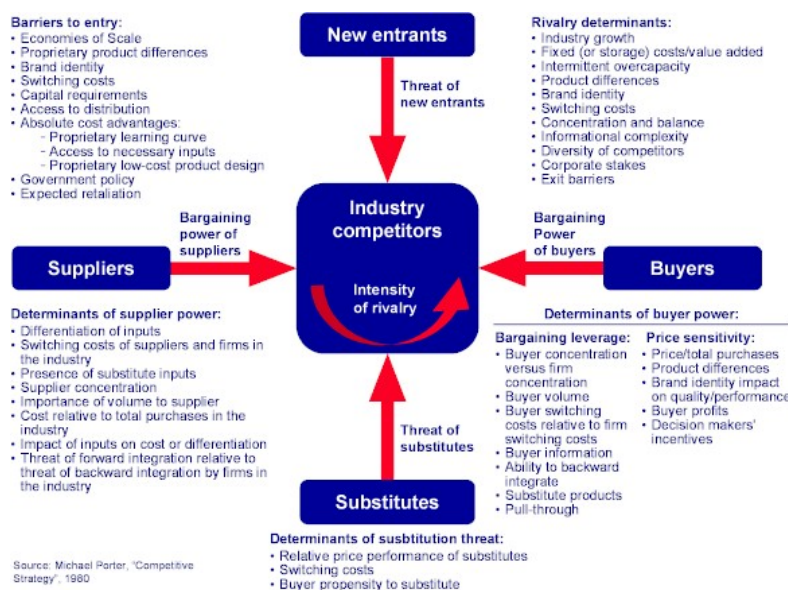 Barriers to entry:
• Economies of Scale
• Proprietary product differences
• Brand identity
• Switching costs
• Capital requirements
• Access to distribution
• Absolute cost advantages:
- Proprietary learning curve
- Access to necessary inputs
- Proprietary low-cost product design
• Government policy
• Expected retaliation
New entrants
Threat of
new entrants
Rivalry determinants:
• Industry growth
• Fixed (or storage) costs/value added
• Intermittent overcapacity
• Product differences
• Brand identity
• Switching costs
• Concentration and balance
• Informational complexity
• Diversity of competitors
• Corporate stakes
• Exit barriers
Suppliers
Bargaining
power of
suppliers
Industry
competitors
Intensity
of rivalry
Bargaining
Power
of buyers
Buyers
Determinants of supplier power:
• Differentiation of inputs
• Switching costs of suppliers and firms in
the industry
• Presence of substitute inputs
• Supplier concentration
• Importance of volume to supplier
• Cost relative to total purchases in the
industry
• Impact of inputs on cost or differentiation
• Threat of forward integration relative to
threat of backward integration by firms in
the industry
Threat of
substitutes
Substitutes
Determinants of buyer power:
Bargaining leverage:
• Buyer concentration
versus firm
concentration
• Buyer volume
• Buyer switching
costs relative to firm
switching costs
• Buyer information
• Ability to backward
integrate
• Substitute products
• Pull-through
Price sensitivity:
• Price/total purchases
• Product differences
• Brand identity impact
on quality/performance
• Buyer profits
• Decision makers'
incentives
Determinants of susbtitution threat:
• Relative price performance of substitutes
• Switching costs
• Buyer propensity to substitute
Source: Michael Porter, "Competitive
Strategy", 1980